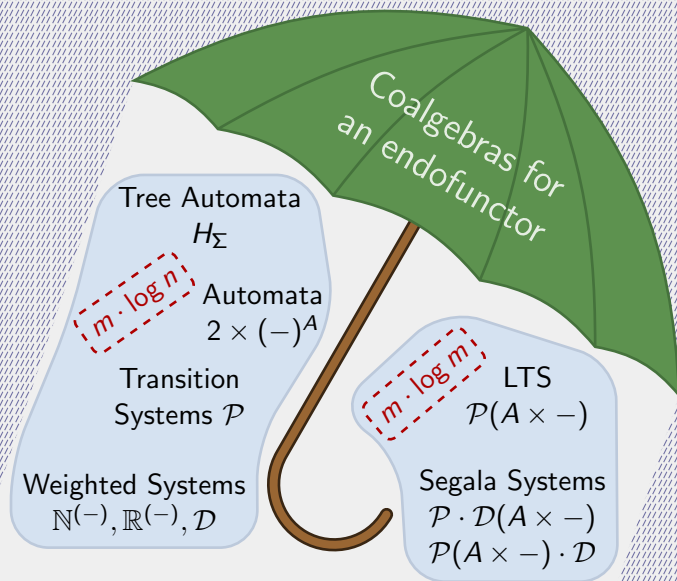 Coalgebras for
an endofunctor
Tree Automata
H_Σ
m · log n
Automata
2 × (−)^A
Transition
Systems 𝒫
Weighted Systems
ℕ^(−), ℝ^(−), 𝒟
m · log m
LTS
𝒫(A × −)
Segala Systems
𝒫 · 𝒟(A × −)
𝒫(A × −) · 𝒟